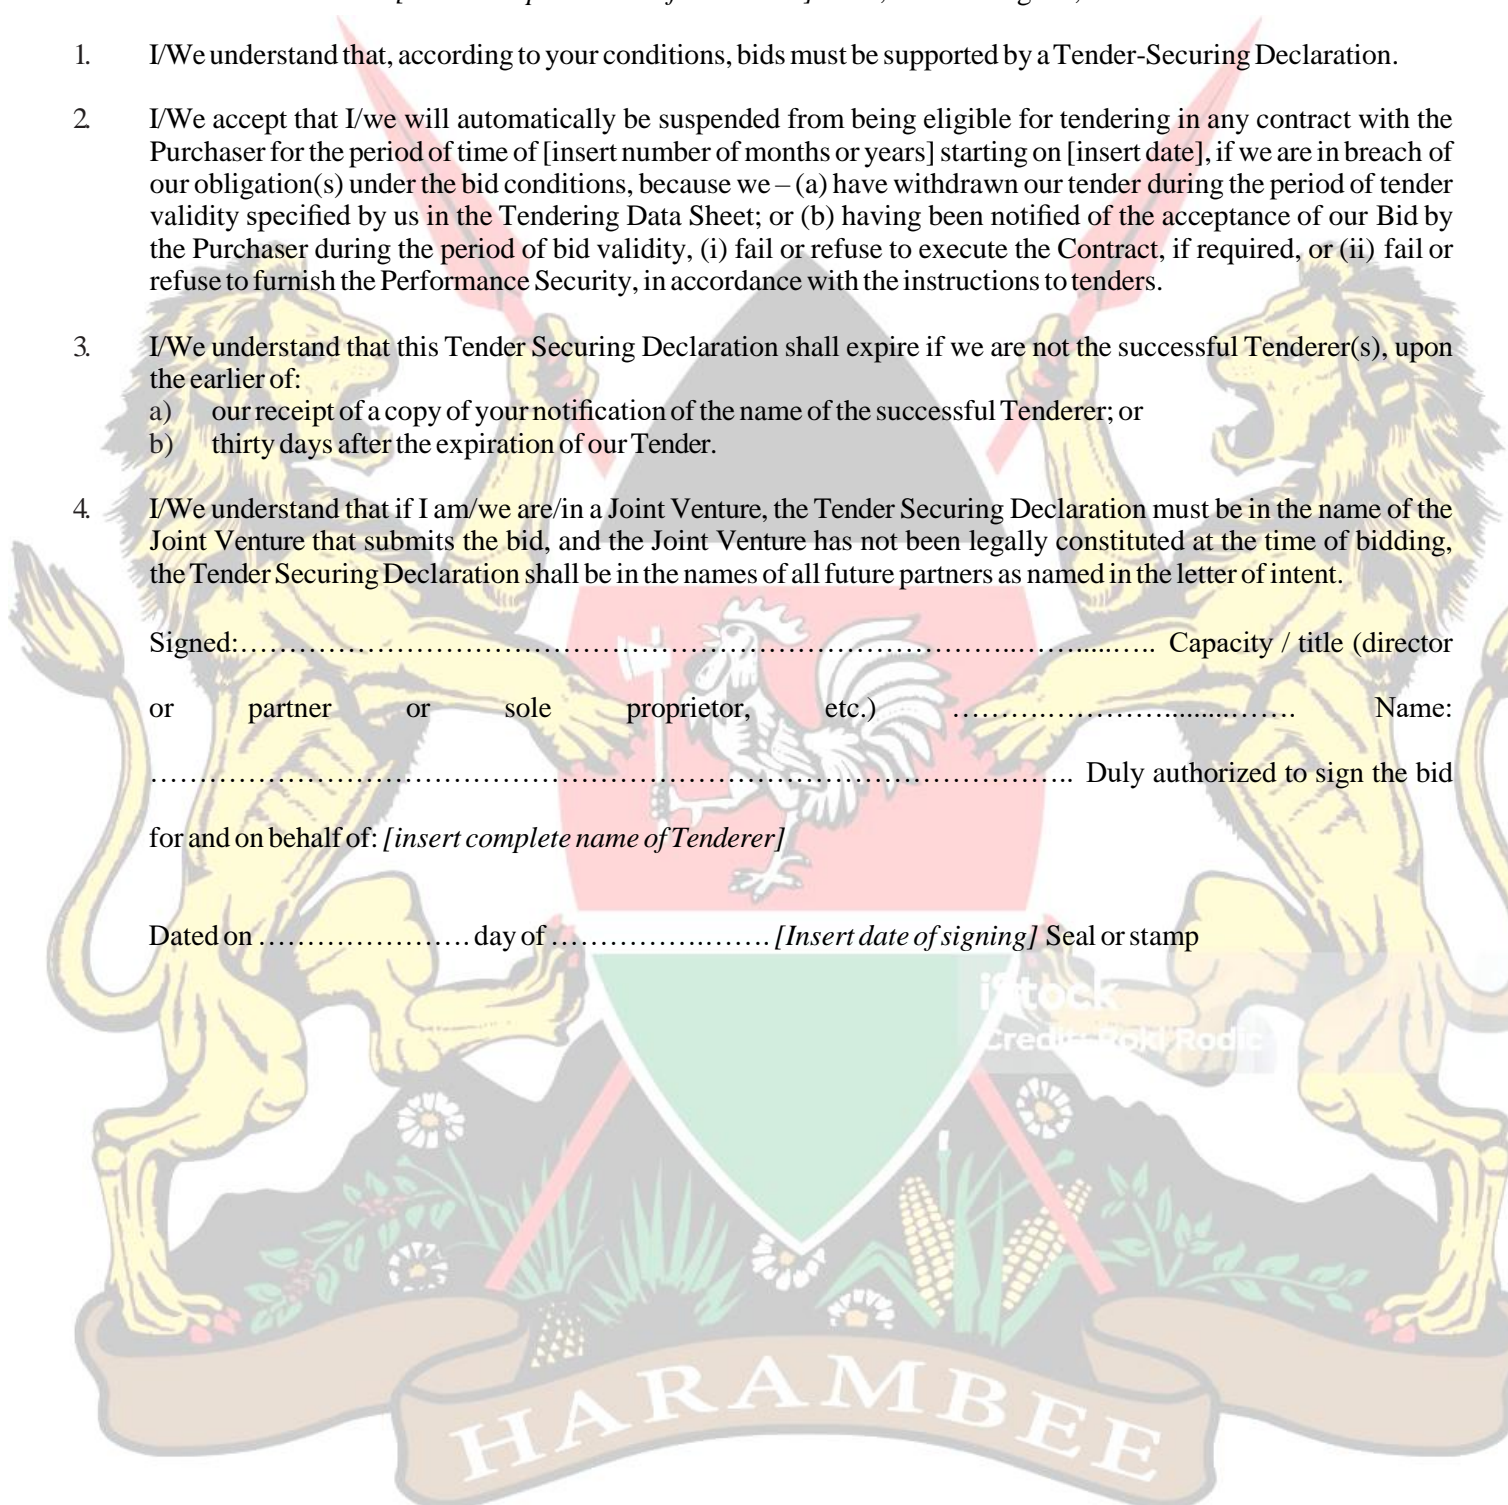 1. I/We understand that, according to your conditions, bids must be supported by a Tender-Securing Declaration.
2. I/We accept that I/we will automatically be suspended from being eligible for tendering in any contract with the
Purchaser for the period of time of [insert number of months or years] starting on [insert date], if we are in breach of
our obligation(s) under the bid conditions, because we – (a) have withdrawn our tender during the period of tender
validity specified by us in the Tendering Data Sheet; or (b) having been notified of the acceptance of our Bid by
the Purchaser during the period of bid validity, (i) fail or refuse to execute the Contract, if required, or (ii) fail or
refuse to furnish the Performance Security, in accordance with the instructions to tenders.
3. I/We understand that this Tender Securing Declaration shall expire if we are not the successful Tenderer(s), upon
the earlier of:
a) our receipt of a copy of your notification of the name of the successful Tenderer; or
b) thirty days after the expiration of our Tender.
4. I/We understand that if I am/we are/in a Joint Venture, the Tender Securing Declaration must be in the name of the
Joint Venture that submits the bid, and the Joint Venture has not been legally constituted at the time of bidding,
the Tender Securing Declaration shall be in the names of all future partners as named in the letter of intent.
Signed:…………………………………………………………………..…….....….. Capacity / title (director
or partner or sole proprietor, etc.) ……….…………..........……. Name:
……………………………………………………………………………….. Duly authorized to sign the bid
for and on behalf of: [insert complete name of Tenderer]
Dated on …………………. day of …………….……. [Insert date of signing] Seal or stamp
iStock
Credit: Roki Rodic
HARAMBEE